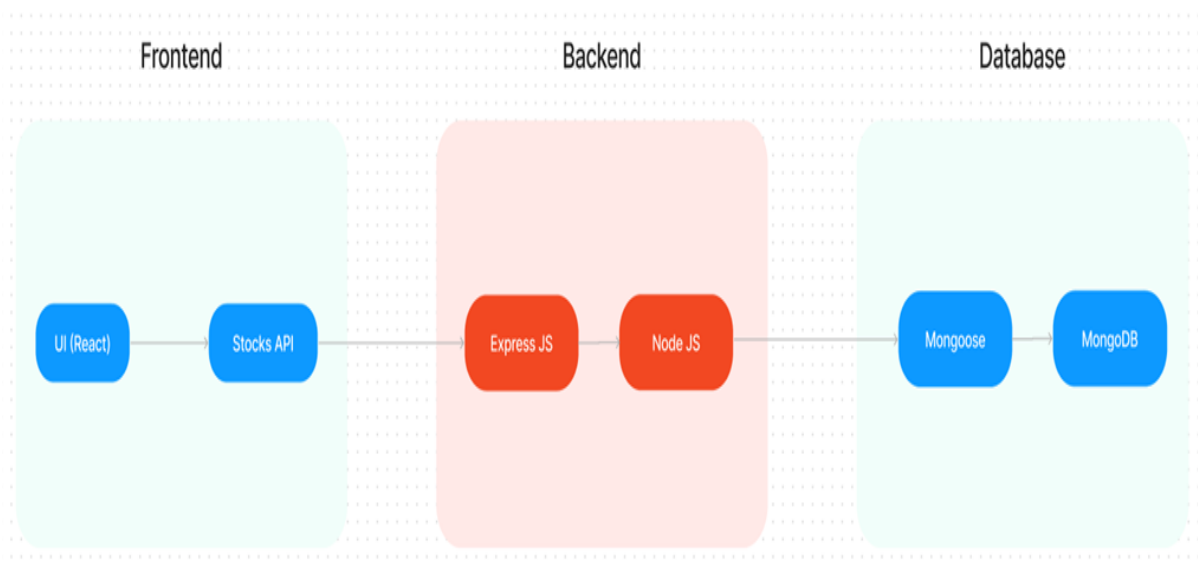 Frontend
Backend
Database
UI (React)
Stocks API
Express JS
Node JS
Mongoose
MongoDB